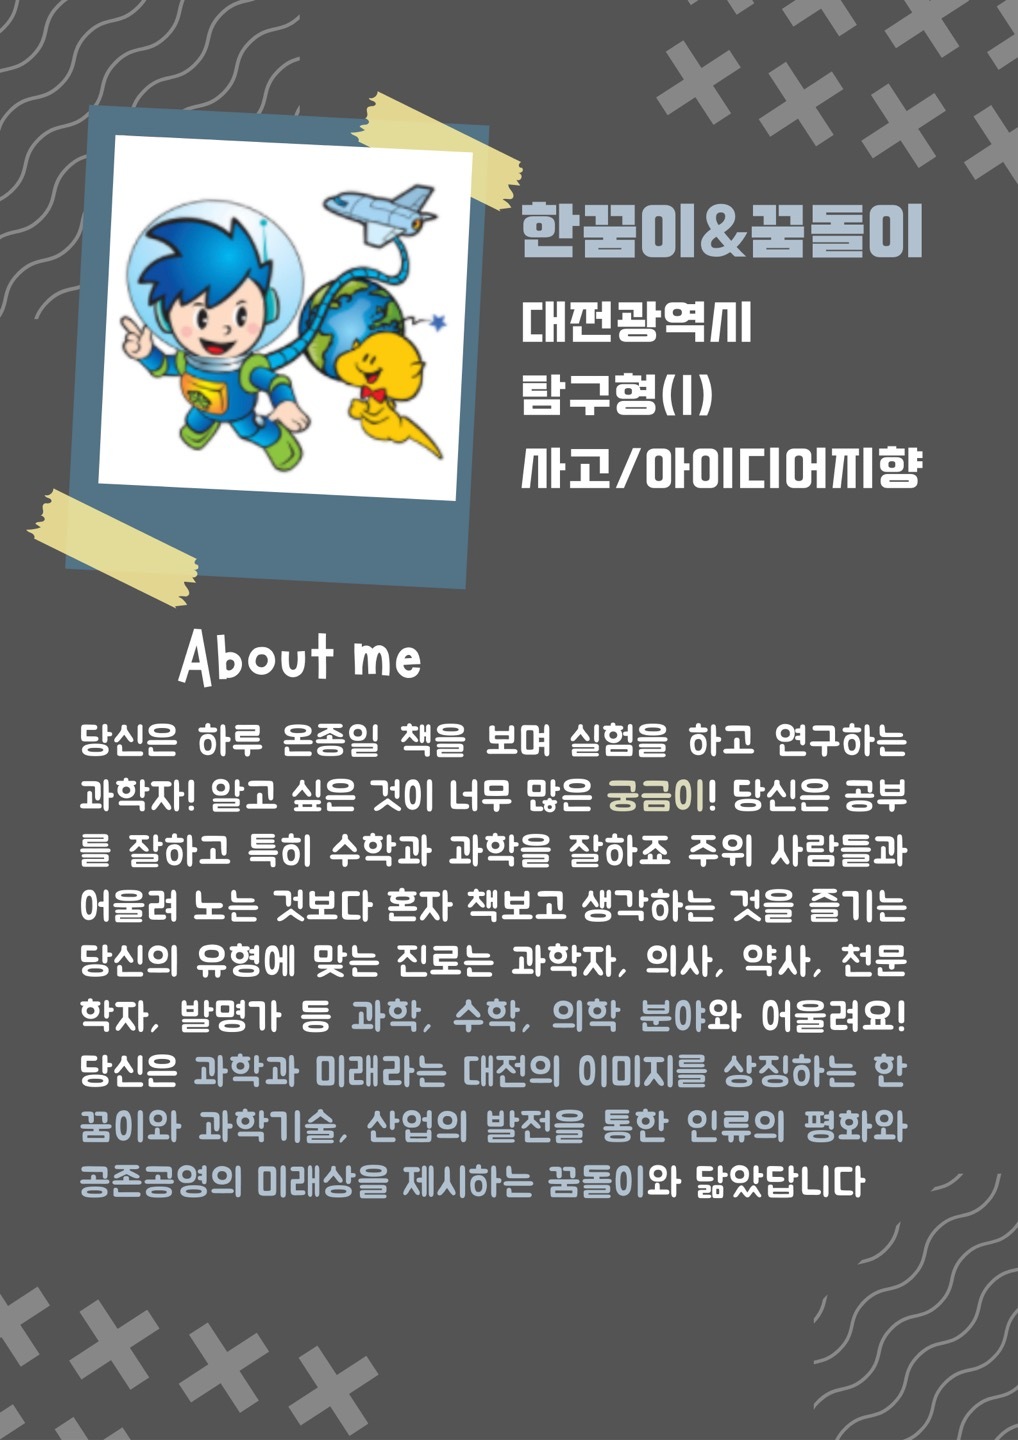 한꿈이&꿈돌이
대전광역시
탐구형(I)
사고/아이디어지향
About me
당신은 하루 온종일 책을 보며 실험을 하고 연구하는
과학자! 알고 싶은 것이 너무 많은 궁금이! 당신은 공부
를 잘하고 특히 수학과 과학을 잘하죠 주위 사람들과
어울려 노는 것보다 혼자 책보고 생각하는 것을 즐기는
당신의 유형에 맞는 진로는 과학자, 의사, 약사, 천문
학자, 발명가 등 과학, 수학, 의학 분야와 어울려요!
당신은 과학과 미래라는 대전의 이미지를 상징하는 한
꿈이와 과학기술, 산업의 발전을 통한 인류의 평화와
공존공영의 미래상을 제시하는 꿈돌이와 닮았답니다